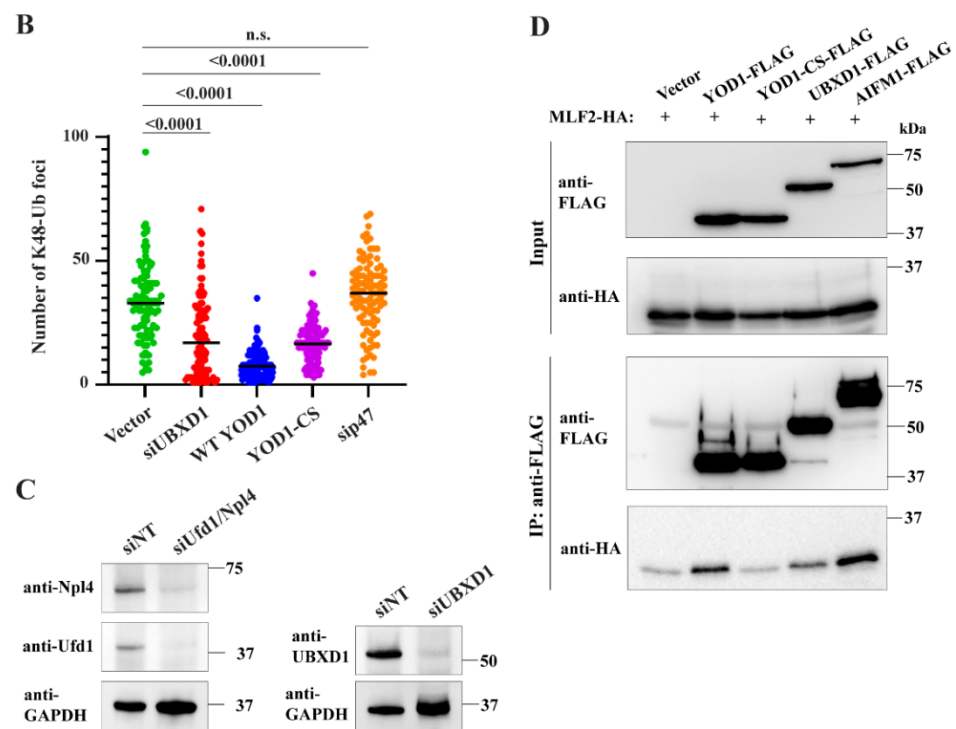 B
n.s.
<0.0001
<0.0001
<0.0001
Number of K48-Ub foci
100
50
0
Vector
siUBXD1
WT YOD1
YOD1-CS
sip47
C
siNT
siUfd1/Npl4
anti-Npl4
75
anti-Ufd1
37
anti-
GAPDH
37
siNT
siUBXD1
anti-
UBXD1
50
anti-
GAPDH
37
D
Vector
YOD1-FLAG
YOD1-CS-FLAG
UBXD1-FLAG
AIFM1-FLAG
MLF2-HA: + + + + +
kDa
Input
anti-
FLAG
75
50
37
anti-HA
37
IP: anti-FLAG
anti-
FLAG
75
50
37
anti-HA
37